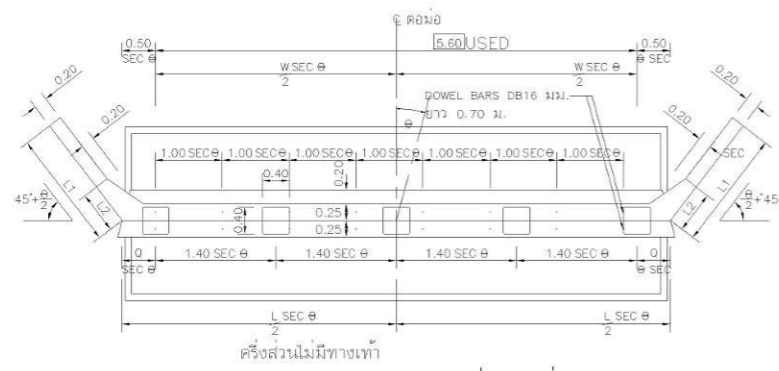 ℄ ตอม่อ
0.50
5.60 USED
0.50
SEC θ
W SEC θ
2
W SEC θ
2
θ SEC
0.20
0.20
DOWEL BARS DB16 มม.
ยาว 0.70 ม.
θ
0.20
0.20
1.00 SECθ
1.00 SECθ
1.00 SEC θ
1.00 SEC θ
1.00 SEC θ
1.00 SEC θ
1.00 SECθ
SEC
L1
L2
45°+θ
2
0.40
0.20
0.40
0.25
0.25
L1
L2
θ+45
2
Q
SEC θ
1.40 SEC θ
1.40 SEC θ
1.40 SEC θ
1.40 SEC θ
Q
θ SEC
L SEC θ
2
L SEC θ
2
ครึ่งส่วนไม่มีทางเท้า